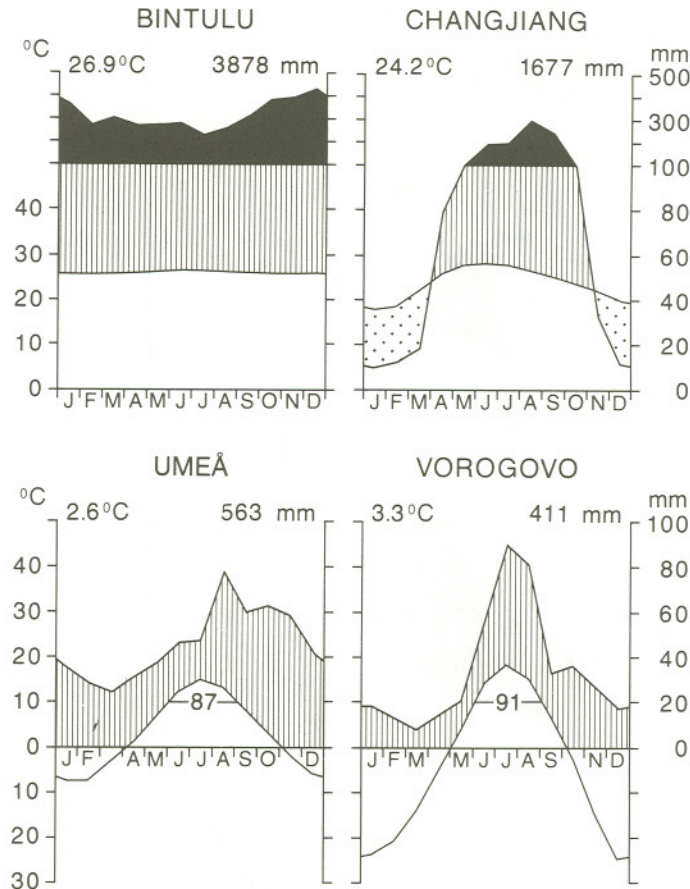 BINTULU
°C
26.9°C 3878 mm
40
30
20
10
0
J F M A M J J A S O N D
CHANGJIANG
mm
24.2°C 1677 mm
500
300
100
80
60
40
20
0
J F M A M J J A S O N D
UMEÅ
°C
2.6°C 563 mm
40
30
20
10
0
10
20
30
87
J F A M J J A S O D
VOROGOVO
mm
3.3°C 411 mm
100
80
60
40
20
0
91
J F M A M J J A S N D